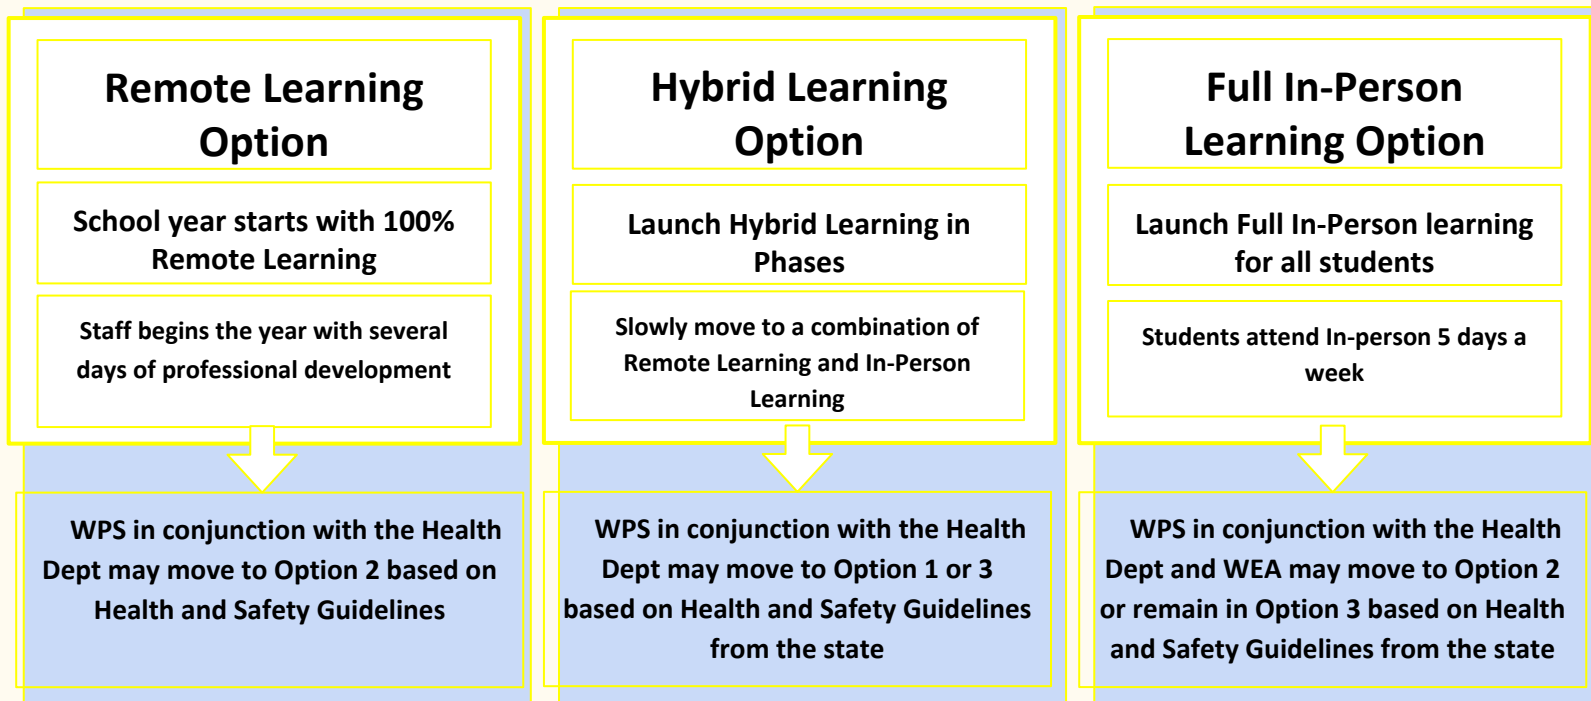 Remote Learning
Option
School year starts with 100%
Remote Learning
Staff begins the year with several
days of professional development
WPS in conjunction with the Health
Dept may move to Option 2 based on
Health and Safety Guidelines
Hybrid Learning
Option
Launch Hybrid Learning in
Phases
Slowly move to a combination of
Remote Learning and In-Person
Learning
WPS in conjunction with the Health
Dept may move to Option 1 or 3
based on Health and Safety Guidelines
from the state
Full In-Person
Learning Option
Launch Full In-Person learning
for all students
Students attend In-person 5 days a
week
WPS in conjunction with the Health
Dept and WEA may move to Option 2
or remain in Option 3 based on Health
and Safety Guidelines from the state